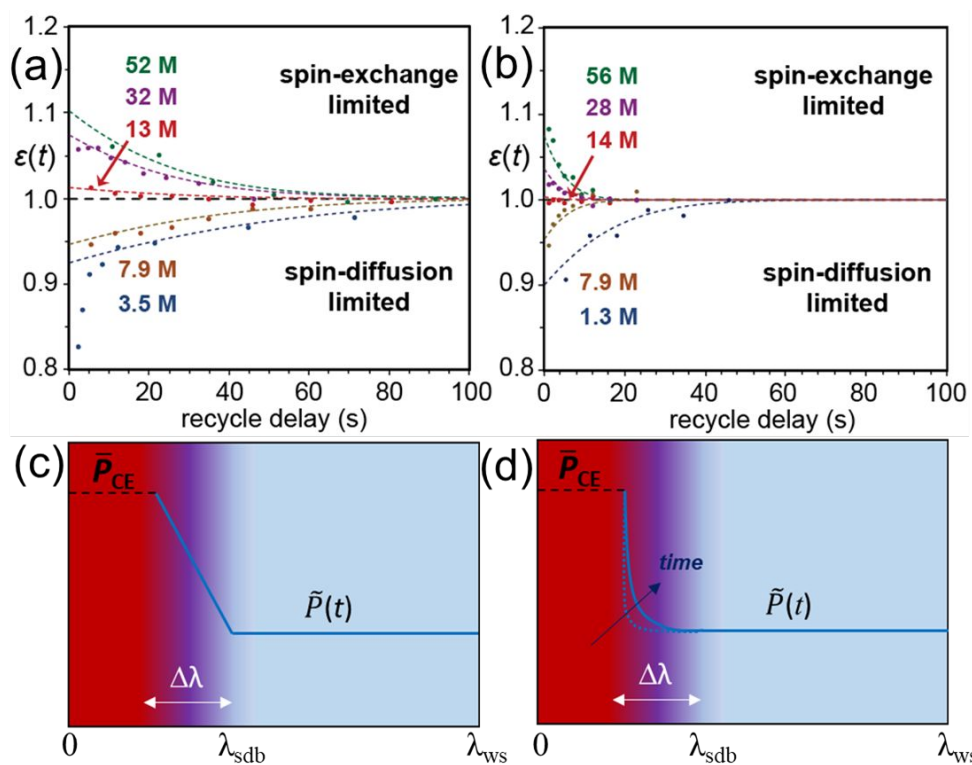 (a)
1.2
1.1
ε(t)
1.0
0.9
0.8
52 M
32 M
13 M
spin-exchange
limited
7.9 M
3.5 M
spin-diffusion
limited
0 20 40 60 80 100
recycle delay (s)
(b)
1.2
1.1
ε(t)
1.0
0.9
0.8
56 M
28 M
14 M
spin-exchange
limited
7.9 M
1.3 M
spin-diffusion
limited
0 20 40 60 80 100
recycle delay (s)
(c)
P̄CE
P̃(t)
Δλ
0 λsdb λws
(d)
P̄CE
time
P̃(t)
Δλ
0 λsdb λws